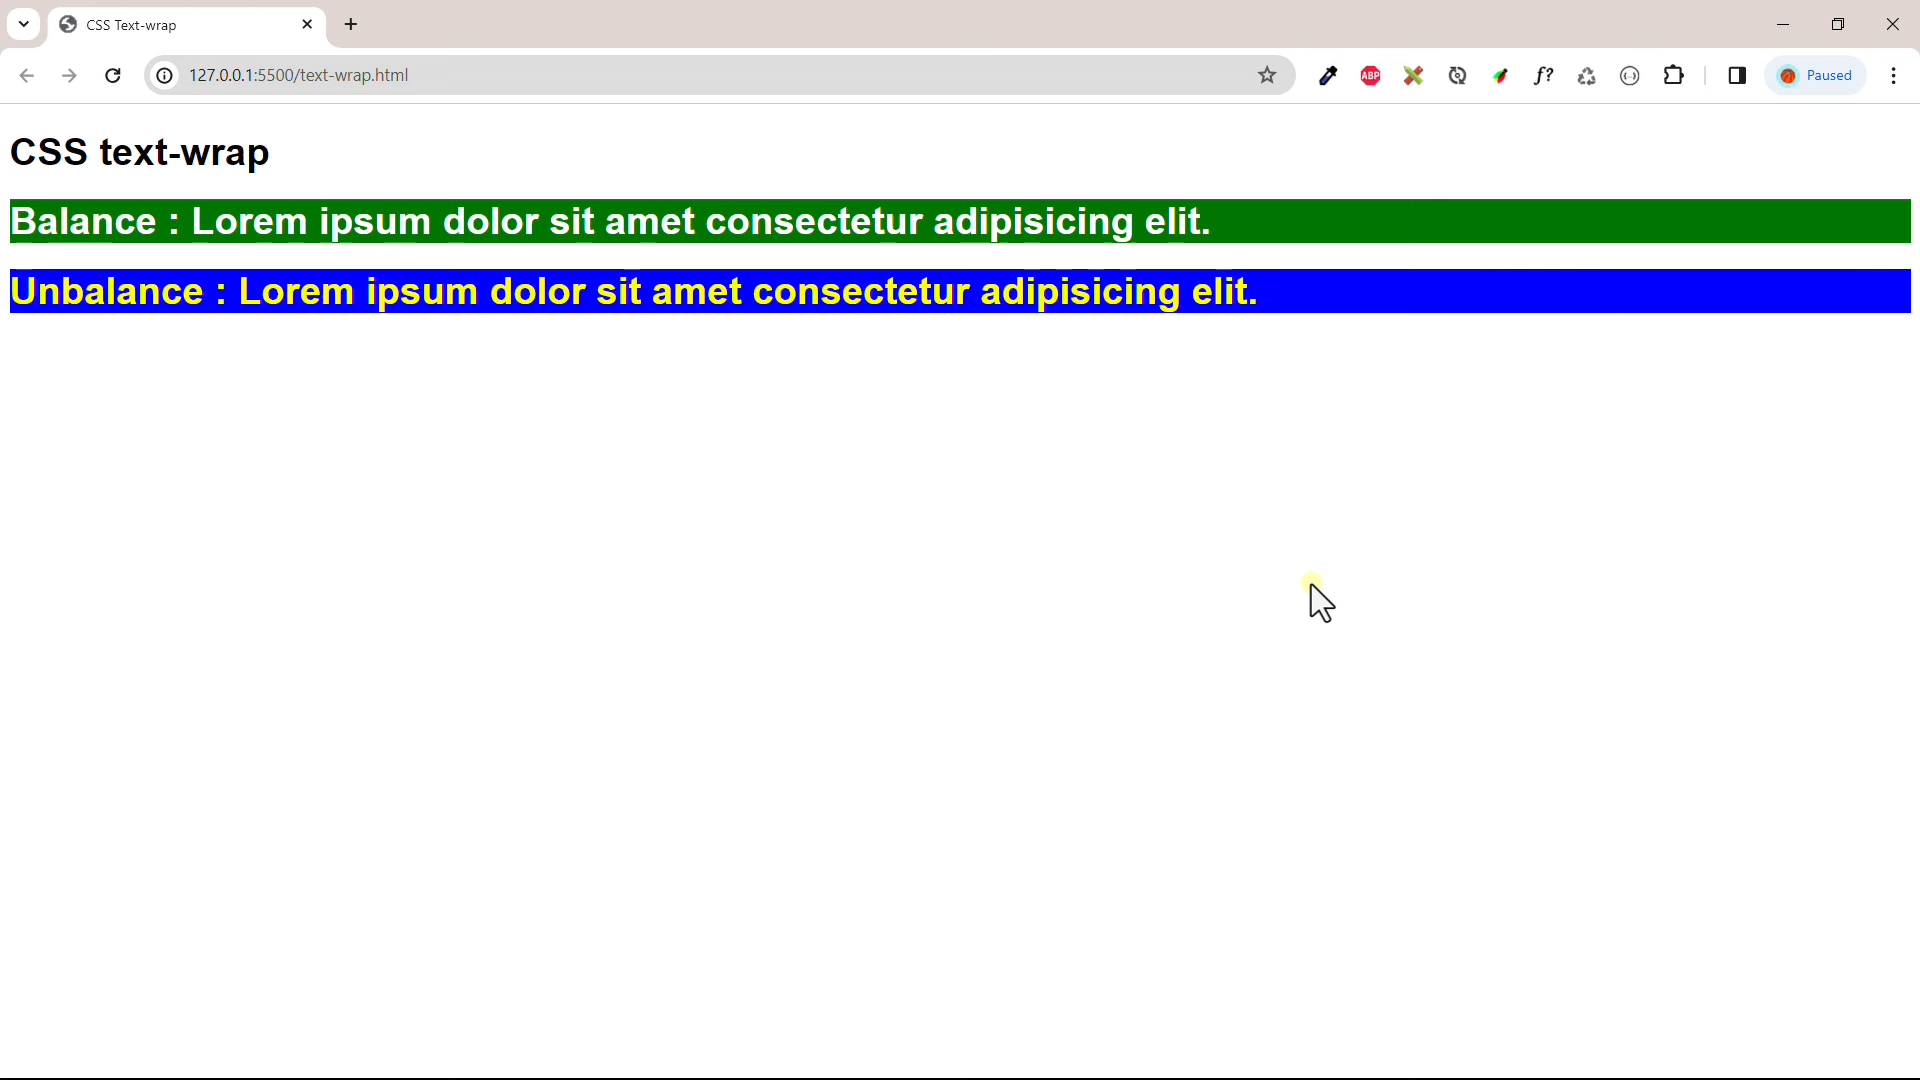 CSS Text-wrap
127.0.0.1:5500/text-wrap.html
ABP
f?
Paused
CSS text-wrap
Balance : Lorem ipsum dolor sit amet consectetur adipisicing elit.
Unbalance : Lorem ipsum dolor sit amet consectetur adipisicing elit.